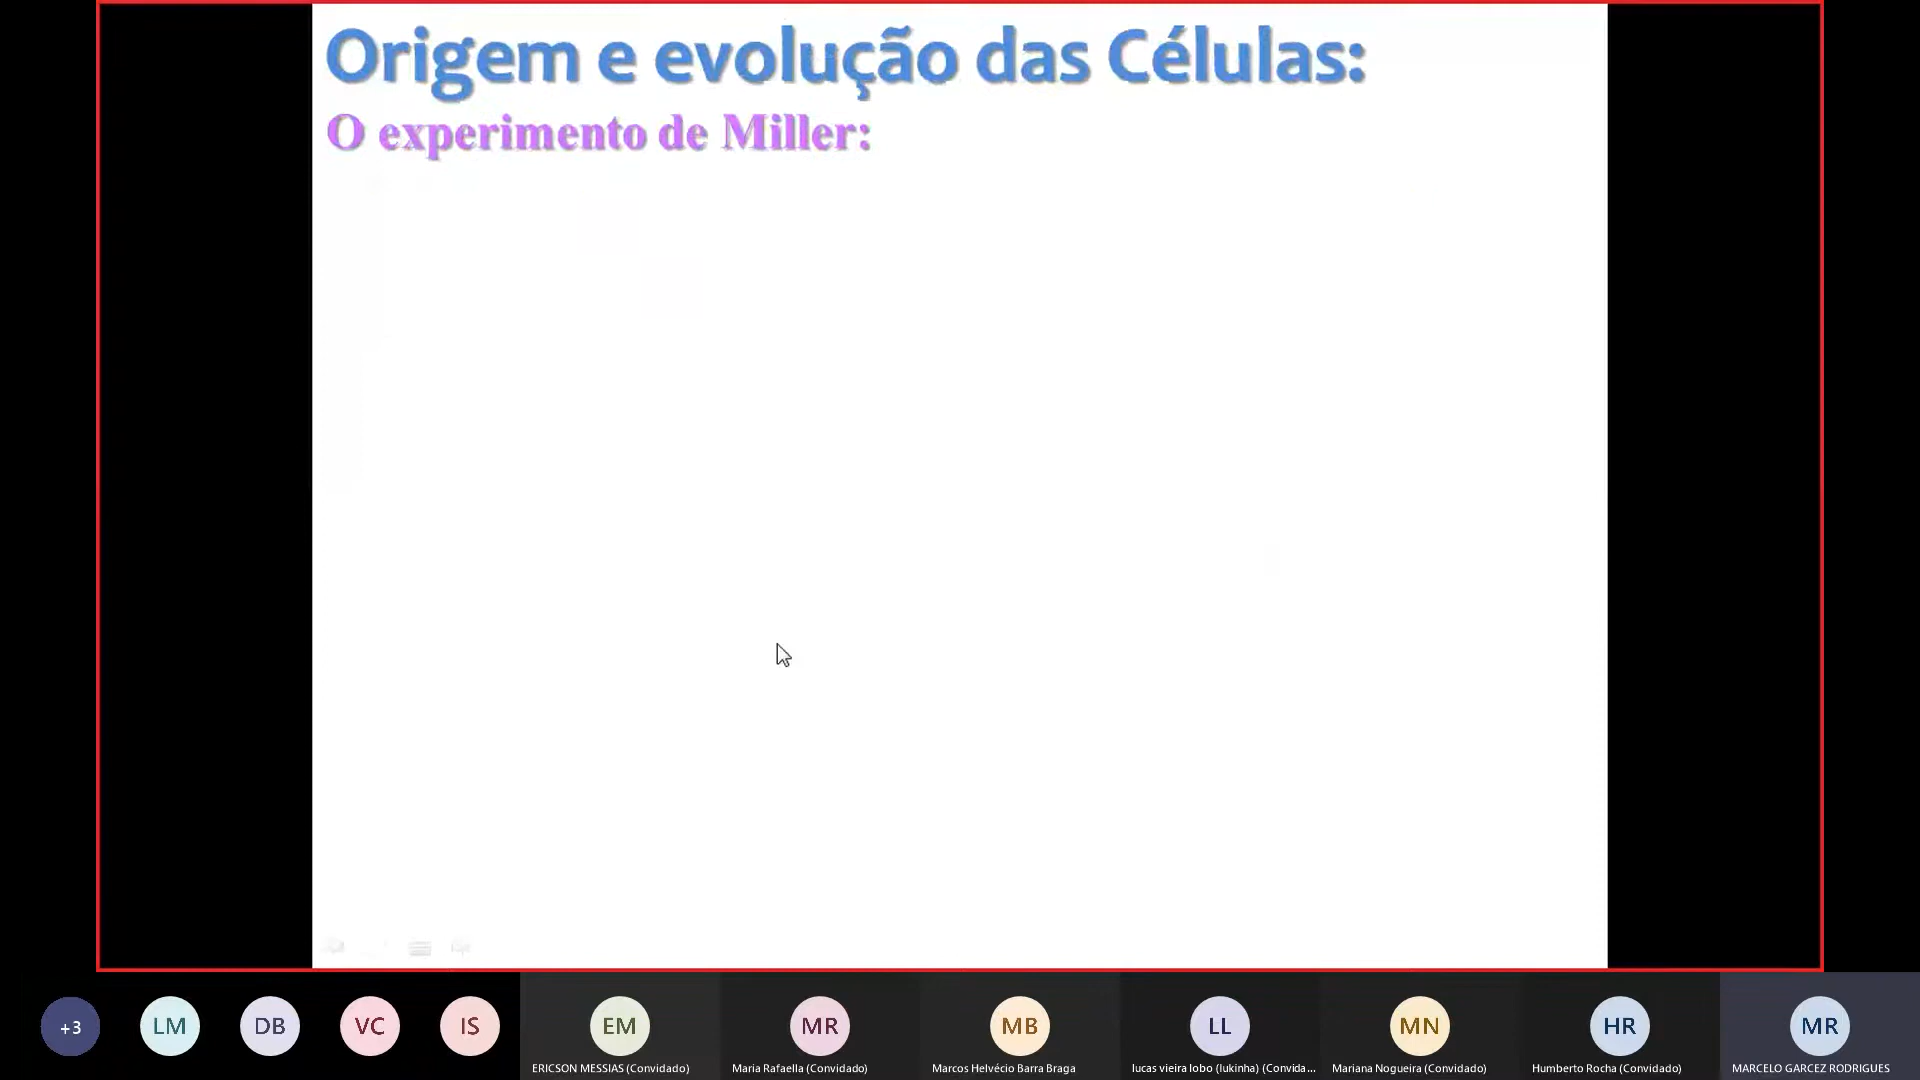 Origem e evolução das Células:
O experimento de Miller:
+3
LM
DB
VC
IS
EM
MR
MB
LL
MN
HR
MR
ERICSON MESSIAS (Convidado)
Maria Rafaella (Convidado)
Marcos Helvécio Barra Braga
lucas vieira lobo (lukinha) (Convida...
Mariana Nogueira (Convidado)
Humberto Rocha (Convidado)
MARCELO GARCEZ RODRIGUES